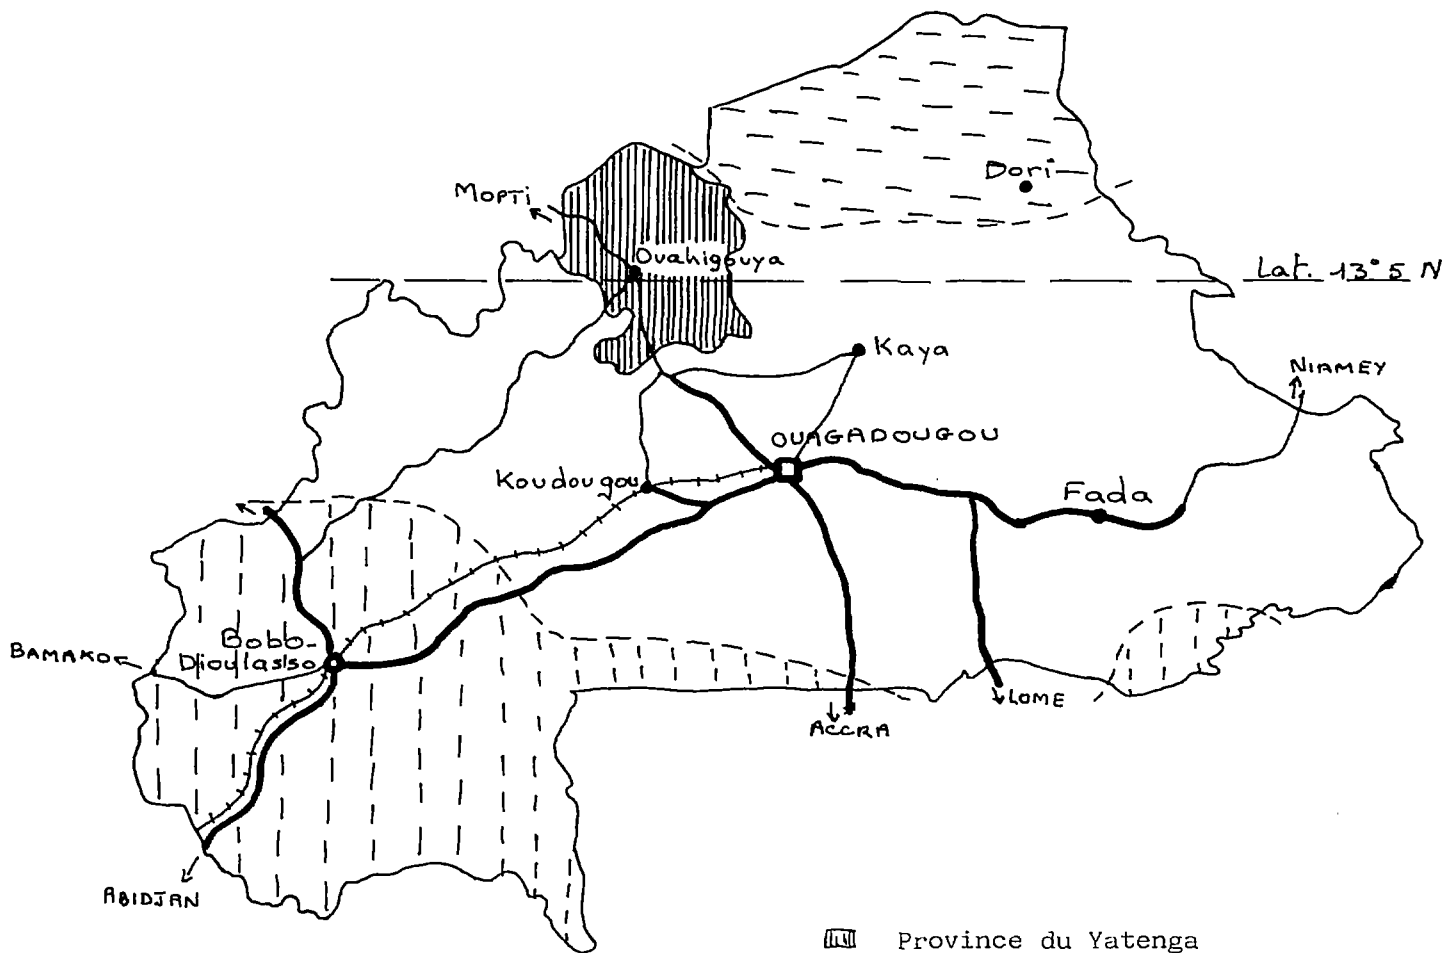 Dori
MOPTI
Ouahigouya
Lat. 13°5 N
Kaya
NIAMEY
OUAGADOUGOU
Koudougou
Fada
Bobo-
Dioulasso
BAMAKO
LOME
ACCRA
ABIDJAN
Province du Yatenga